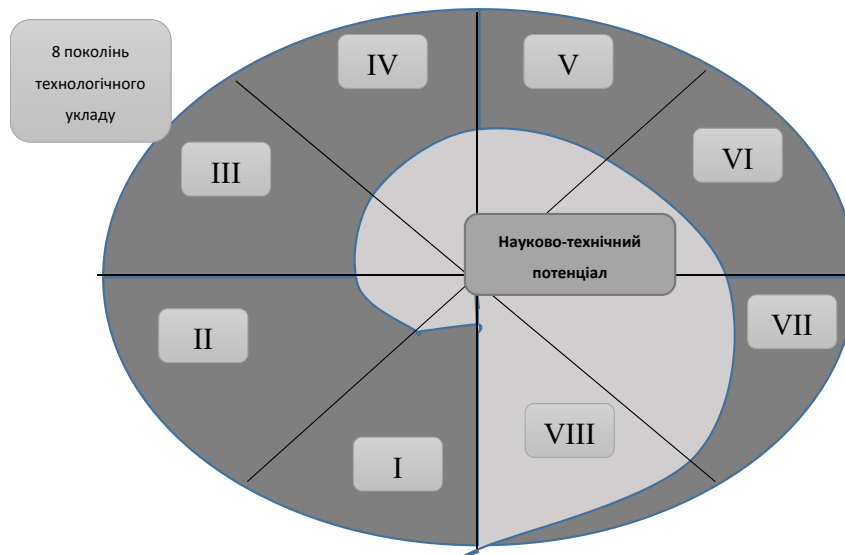 8 поколінь
технологічного
укладу
IV
V
III
VI
Науково-технічний
потенціал
II
VII
VIII
I